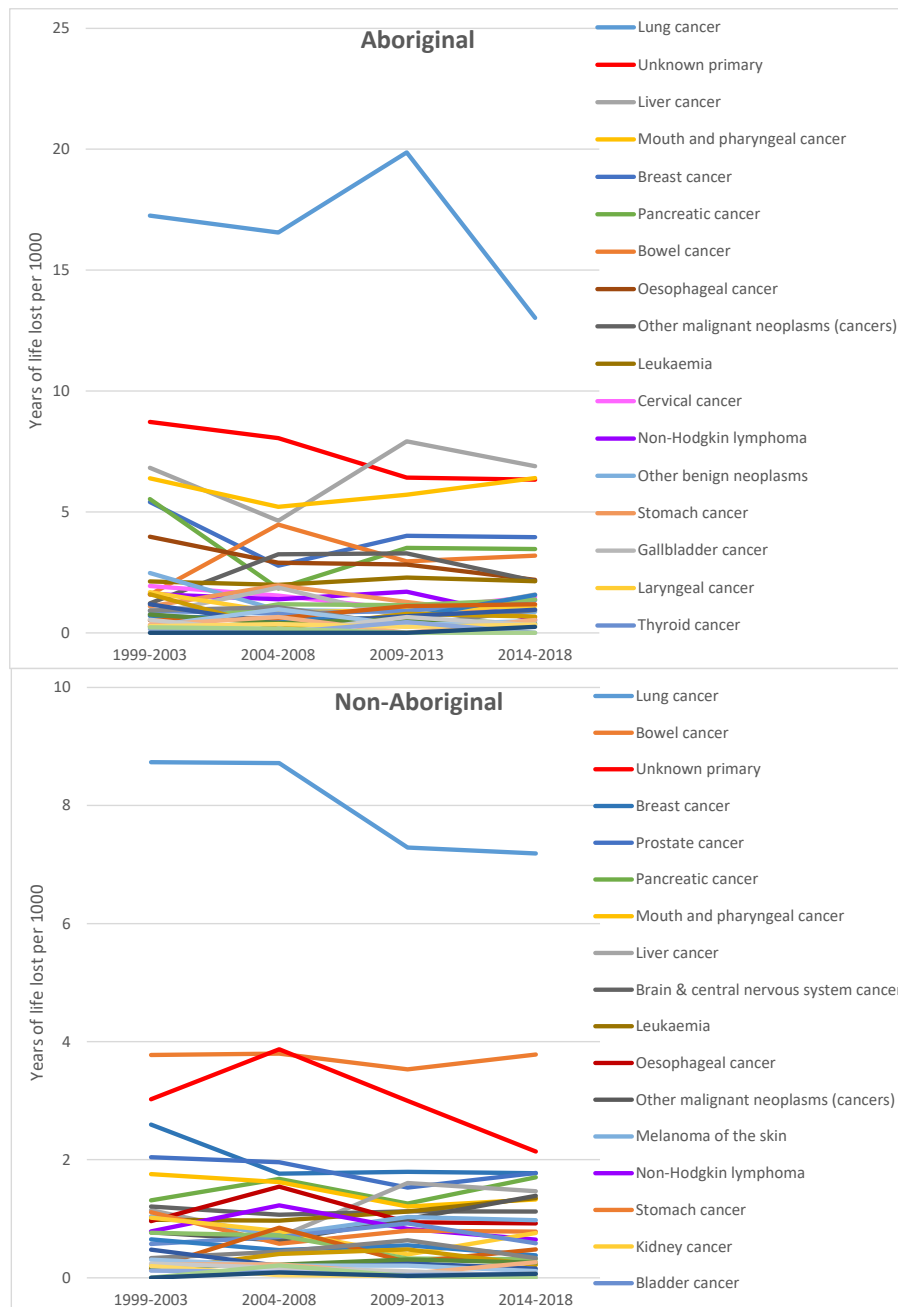 Aboriginal
25
20
15
10
5
0
Years of life lost per 1000
1999-2003 2004-2008 2009-2013 2014-2018
Lung cancer
Unknown primary
Liver cancer
Mouth and pharyngeal cancer
Breast cancer
Pancreatic cancer
Bowel cancer
Oesophageal cancer
Other malignant neoplasms (cancers)
Leukaemia
Cervical cancer
Non-Hodgkin lymphoma
Other benign neoplasms
Stomach cancer
Gallbladder cancer
Laryngeal cancer
Thyroid cancer
Non-Aboriginal
10
8
6
4
2
0
Years of life lost per 1000
1999-2003 2004-2008 2009-2013 2014-2018
Lung cancer
Bowel cancer
Unknown primary
Breast cancer
Prostate cancer
Pancreatic cancer
Mouth and pharyngeal cancer
Liver cancer
Brain & central nervous system cancer
Leukaemia
Oesophageal cancer
Other malignant neoplasms (cancers)
Melanoma of the skin
Non-Hodgkin lymphoma
Stomach cancer
Kidney cancer
Bladder cancer